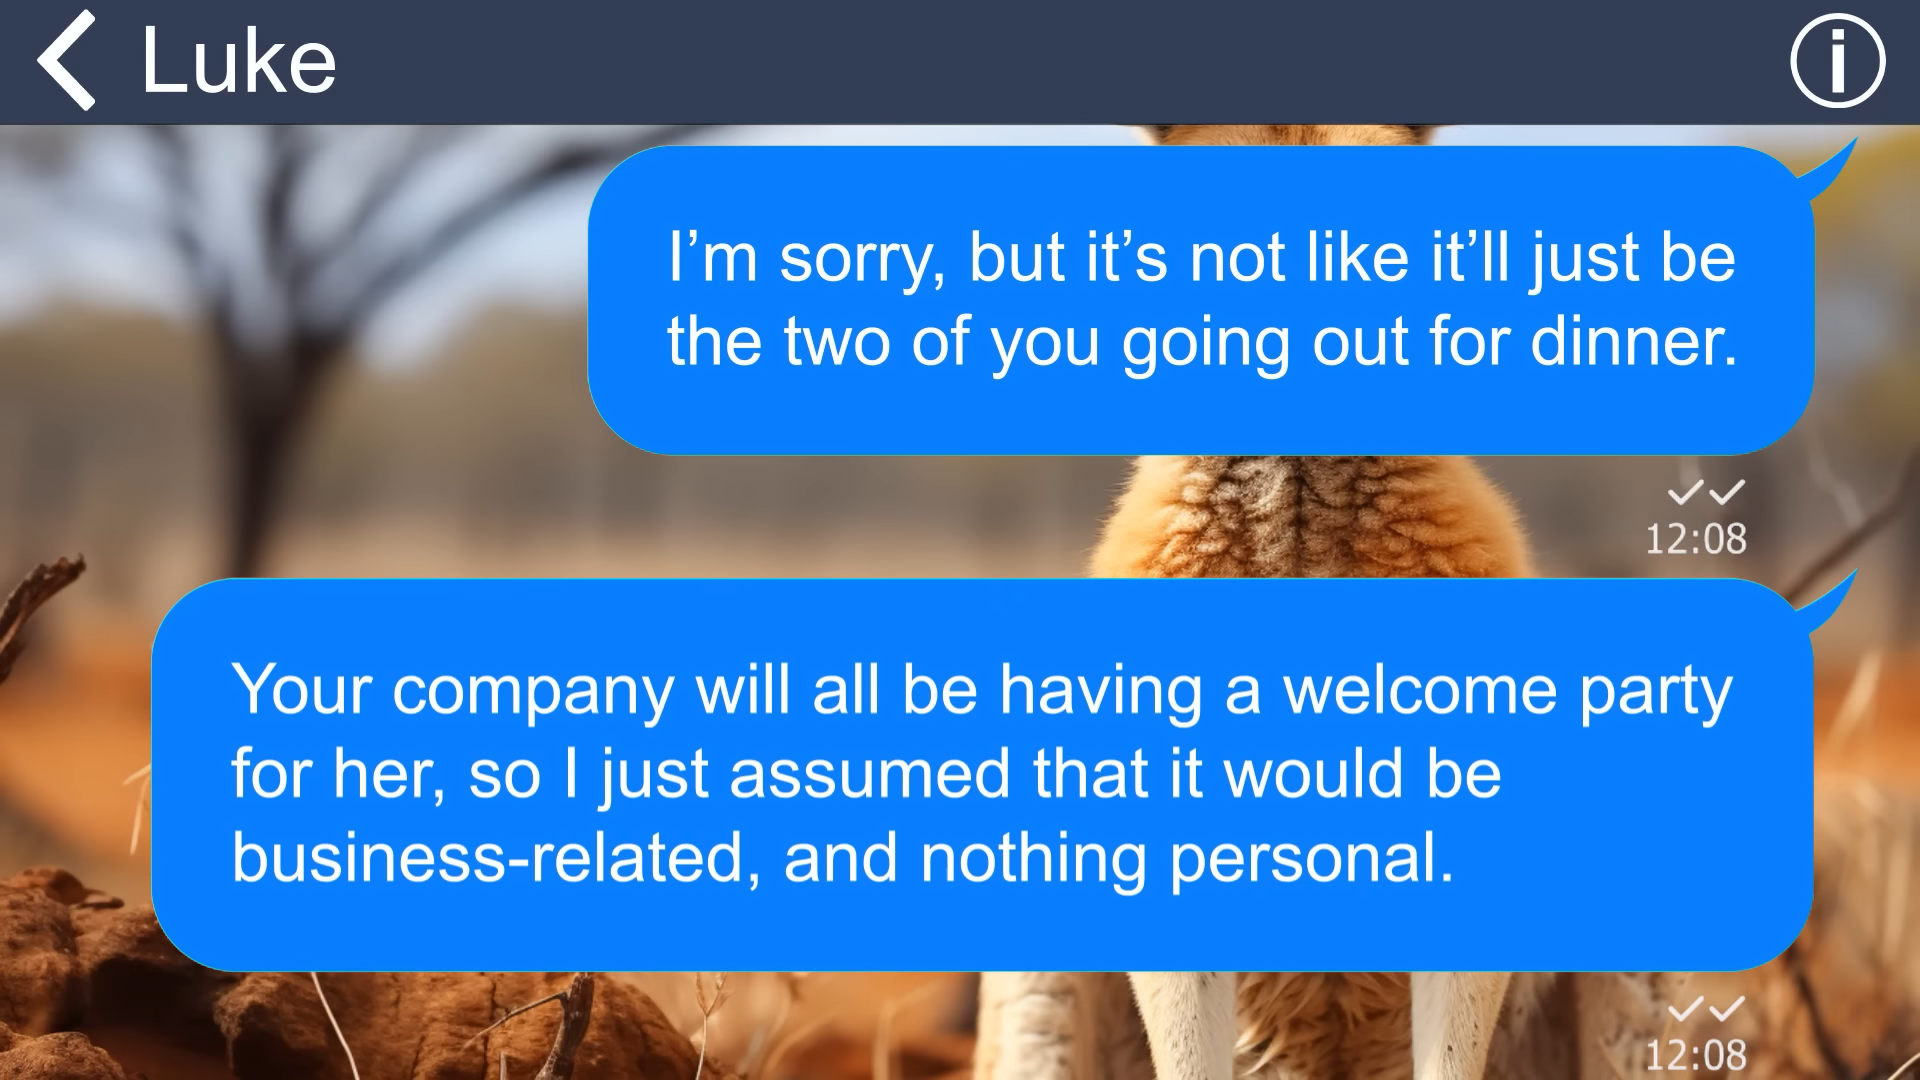 Luke
I’m sorry, but it’s not like it’ll just be
the two of you going out for dinner.
12:08
Your company will all be having a welcome party
for her, so I just assumed that it would be
business-related, and nothing personal.
12:08